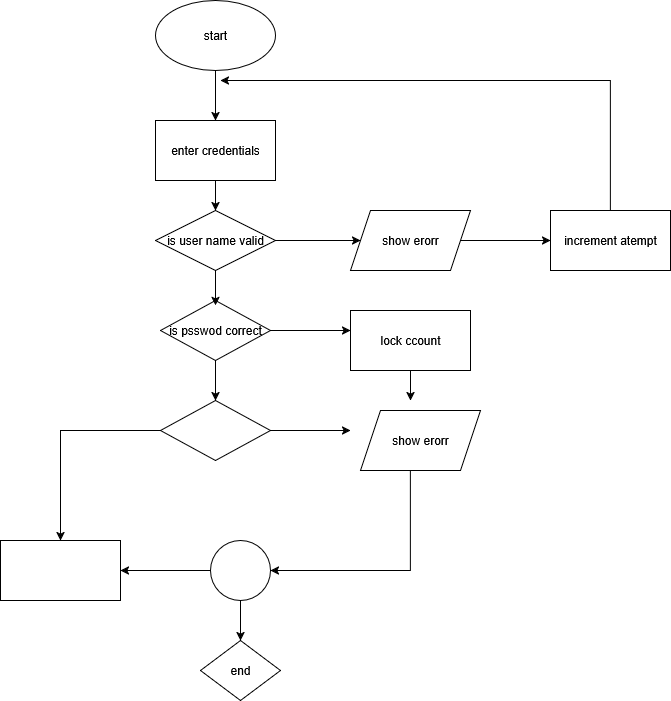 start
enter credentials
is user name valid
show erorr
increment atempt
is psswod correct
lock ccount
show erorr
end